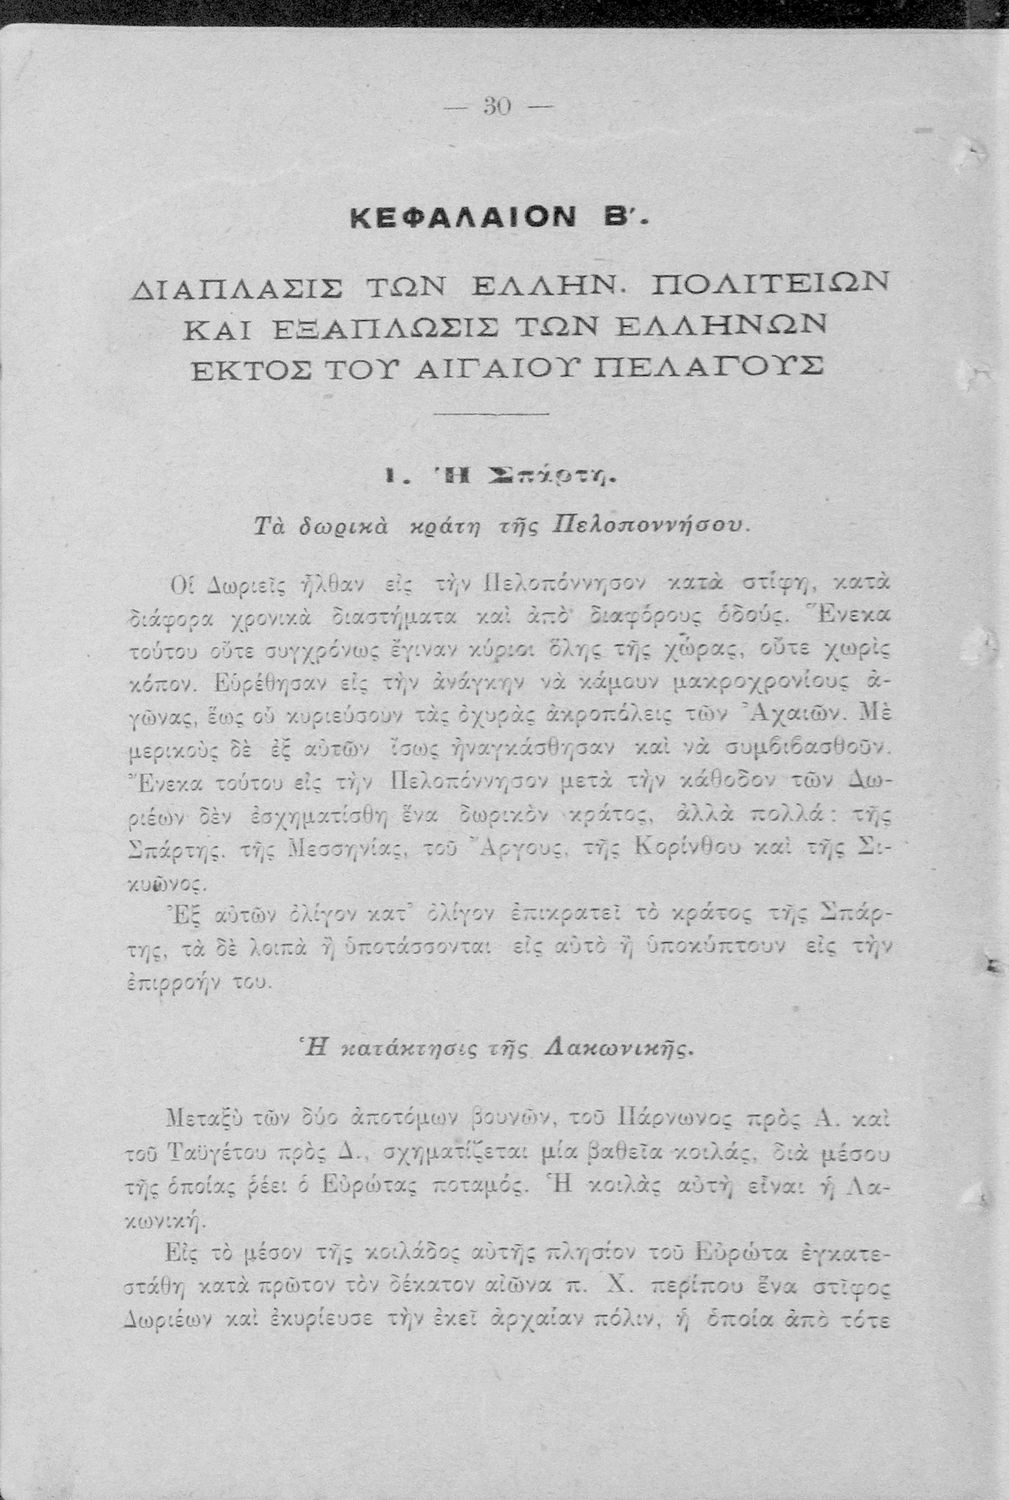 — 30 —
ΚΕΦΑΛΑΙΟΝ Β´.
ΔΙΑΠΛΑΣΙΣ ΤΩΝ ΕΛΛΗΝ. ΠΟΛΙΤΕΙΩΝ
ΚΑΙ ΕΞΑΠΛΩΣΙΣ ΤΩΝ ΕΛΛΗΝΩΝ
ΕΚΤΟΣ ΤΟΥ ΑΙΓΑΙΟΥ ΠΕΛΑΓΟΥΣ
1. Ἡ Σπάρτη.
Τὰ δωρικὰ κράτη τῆς Πελοποννήσου.
Οἱ Δωριεῖς ἦλθαν εἰς τὴν Πελοπόννησον κατὰ στίφη, κατὰ
διάφορα χρονικὰ διαστήματα καὶ ἀπὸ διαφόρους ὁδούς. Ἕνεκα
τούτου οὔτε συγχρόνως ἔγιναν κύριοι ὅλης τῆς χώρας, οὔτε χωρὶς
κόπον. Εὑρέθησαν εἰς τὴν ἀνάγκην νὰ κάμουν μακροχρονίους ἀ-
γῶνας, ἕως οὗ κυριεύσουν τὰς ὀχυρὰς ἀκροπόλεις τῶν Ἀχαιῶν. Μὲ
μερικοὺς δὲ ἐξ αὐτῶν ἴσως ἠναγκάσθησαν καὶ νὰ συμβιβασθοῦν.
Ἕνεκα τούτου εἰς τὴν Πελοπόννησον μετὰ τὴν κάθοδον τῶν Δω-
ριέων δὲν ἐσχηματίσθη ἕνα δωρικὸν κράτος, ἀλλὰ πολλά: τῆς
Σπάρτης, τῆς Μεσσηνίας, τοῦ Ἄργους, τῆς Κορίνθου καὶ τῆς Σι-
κυῶνος.
Ἐξ αὐτῶν ὀλίγον κατ᾽ ὀλίγον ἐπικρατεῖ τὸ κράτος τῆς Σπάρ-
της, τὰ δὲ λοιπὰ ἢ ὑποτάσσονται εἰς αὐτὸ ἢ ὑποκύπτουν εἰς τὴν
ἐπιρροήν του.
Ἡ κατάκτησις τῆς Λακωνικῆς.
Μεταξὺ τῶν δύο ἀποτόμων βουνῶν, τοῦ Πάρνωνος πρὸς Α. καὶ
τοῦ Ταϋγέτου πρὸς Δ., σχηματίζεται μία βαθεῖα κοιλάς, διὰ μέσου
τῆς ὁποίας ῥέει ὁ Εὐρώτας ποταμός. Ἡ κοιλὰς αὐτὴ εἶναι ἡ Λα-
κωνική.
Εἰς τὸ μέσον τῆς κοιλάδος αὐτῆς πλησίον τοῦ Εὐρώτα ἐγκατε-
στάθη κατὰ πρῶτον τὸν δέκατον αἰῶνα π. Χ. περίπου ἕνα στῖφος
Δωριέων καὶ ἐκυρίευσε τὴν ἐκεῖ ἀρχαίαν πόλιν, ἡ ὁποία ἀπὸ τότε